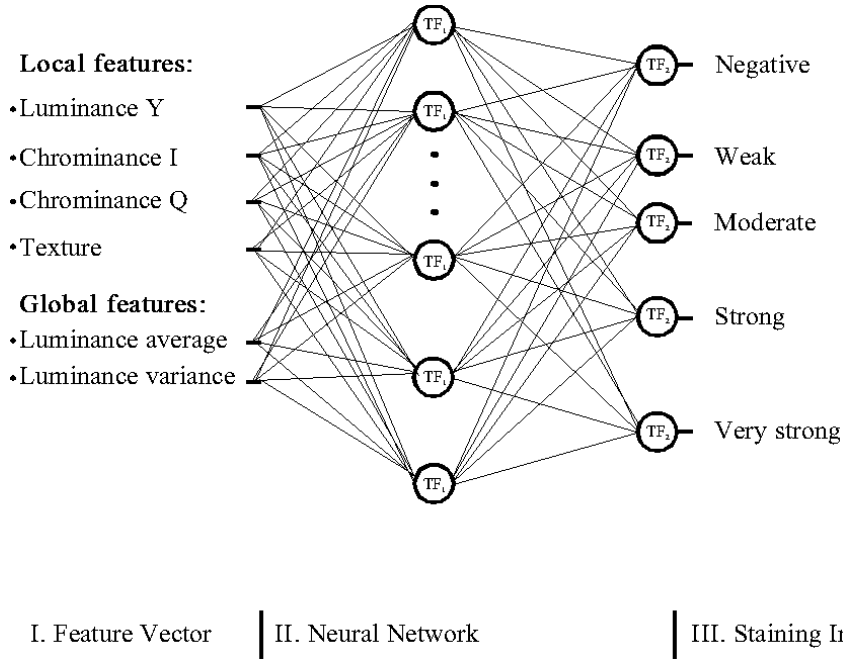 Local features:
•Luminance Y
•Chrominance I
•Chrominance Q
•Texture
Global features:
•Luminance average
•Luminance variance
TF₁
TF₁
TF₁
TF₁
TF₁
TF₂
TF₂
TF₂
TF₂
TF₂
Negative
Weak
Moderate
Strong
Very strong
I. Feature Vector
II. Neural Network
III. Staining